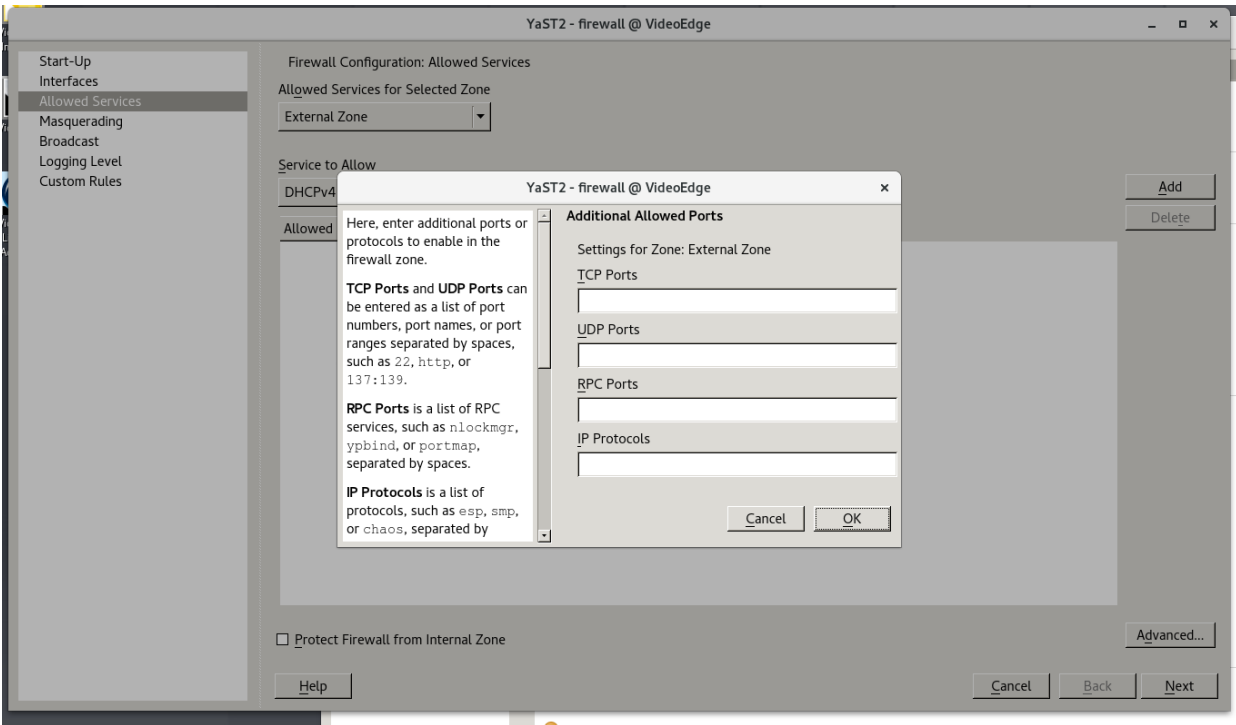 YaST2 - firewall @ VideoEdge
Start-Up
Interfaces
Allowed Services
Masquerading
Broadcast
Logging Level
Custom Rules
Firewall Configuration: Allowed Services
Allowed Services for Selected Zone
External Zone
Service to Allow
DHCPv4
Add
Allowed
Delete
YaST2 - firewall @ VideoEdge
Here, enter additional ports or
protocols to enable in the
firewall zone.
TCP Ports and UDP Ports can
be entered as a list of port
numbers, port names, or port
ranges separated by spaces,
such as 22, http, or
137:139.
RPC Ports is a list of RPC
services, such as nlockmgr,
ypbind, or portmap,
separated by spaces.
IP Protocols is a list of
protocols, such as esp, smp,
or chaos, separated by
Additional Allowed Ports
Settings for Zone: External Zone
TCP Ports
UDP Ports
RPC Ports
IP Protocols
Cancel
OK
Protect Firewall from Internal Zone
Advanced...
Help
Cancel
Back
Next